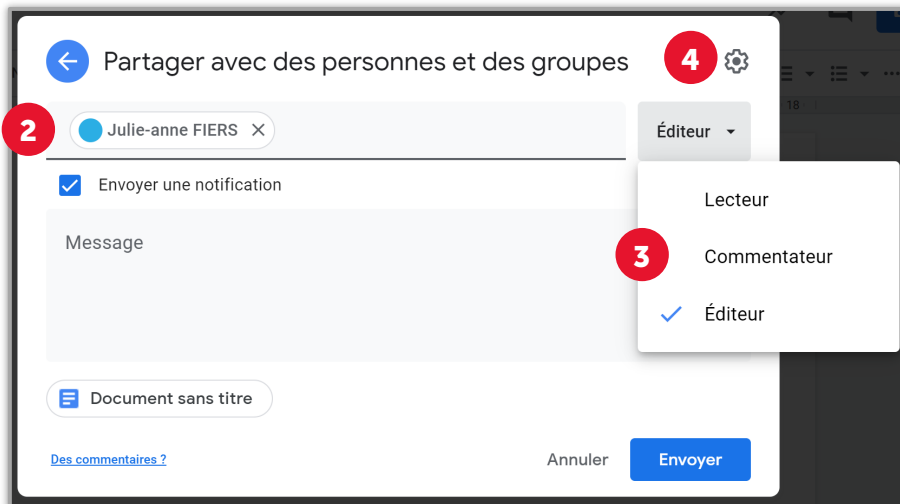 Partager avec des personnes et des groupes
4
2
Julie-anne FIERS
Éditeur
18
Envoyer une notification
Lecteur
Message
3
Commentateur
Éditeur
Document sans titre
Des commentaires ?
Annuler
Envoyer